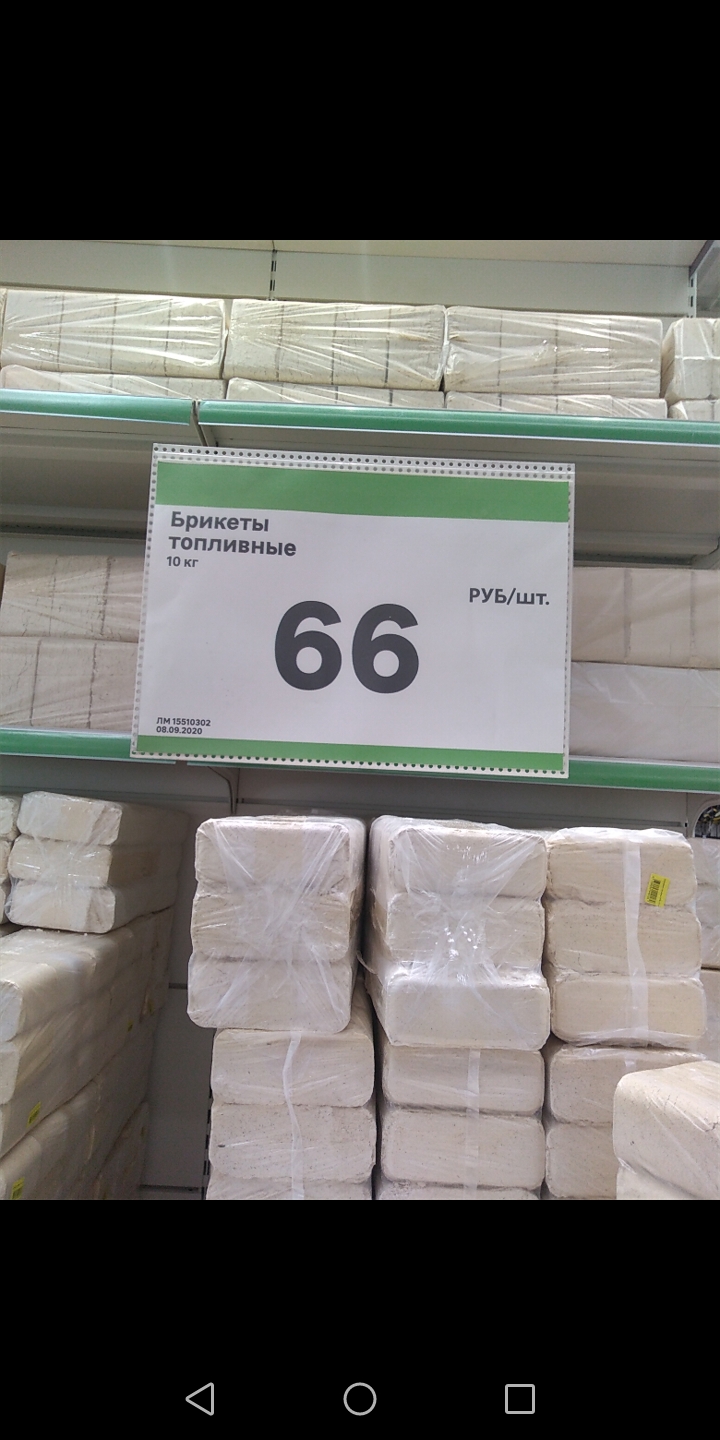 Брикеты
топливные
10 кг
РУБ/шт.
66
ЛМ 15510302
08.09.2020